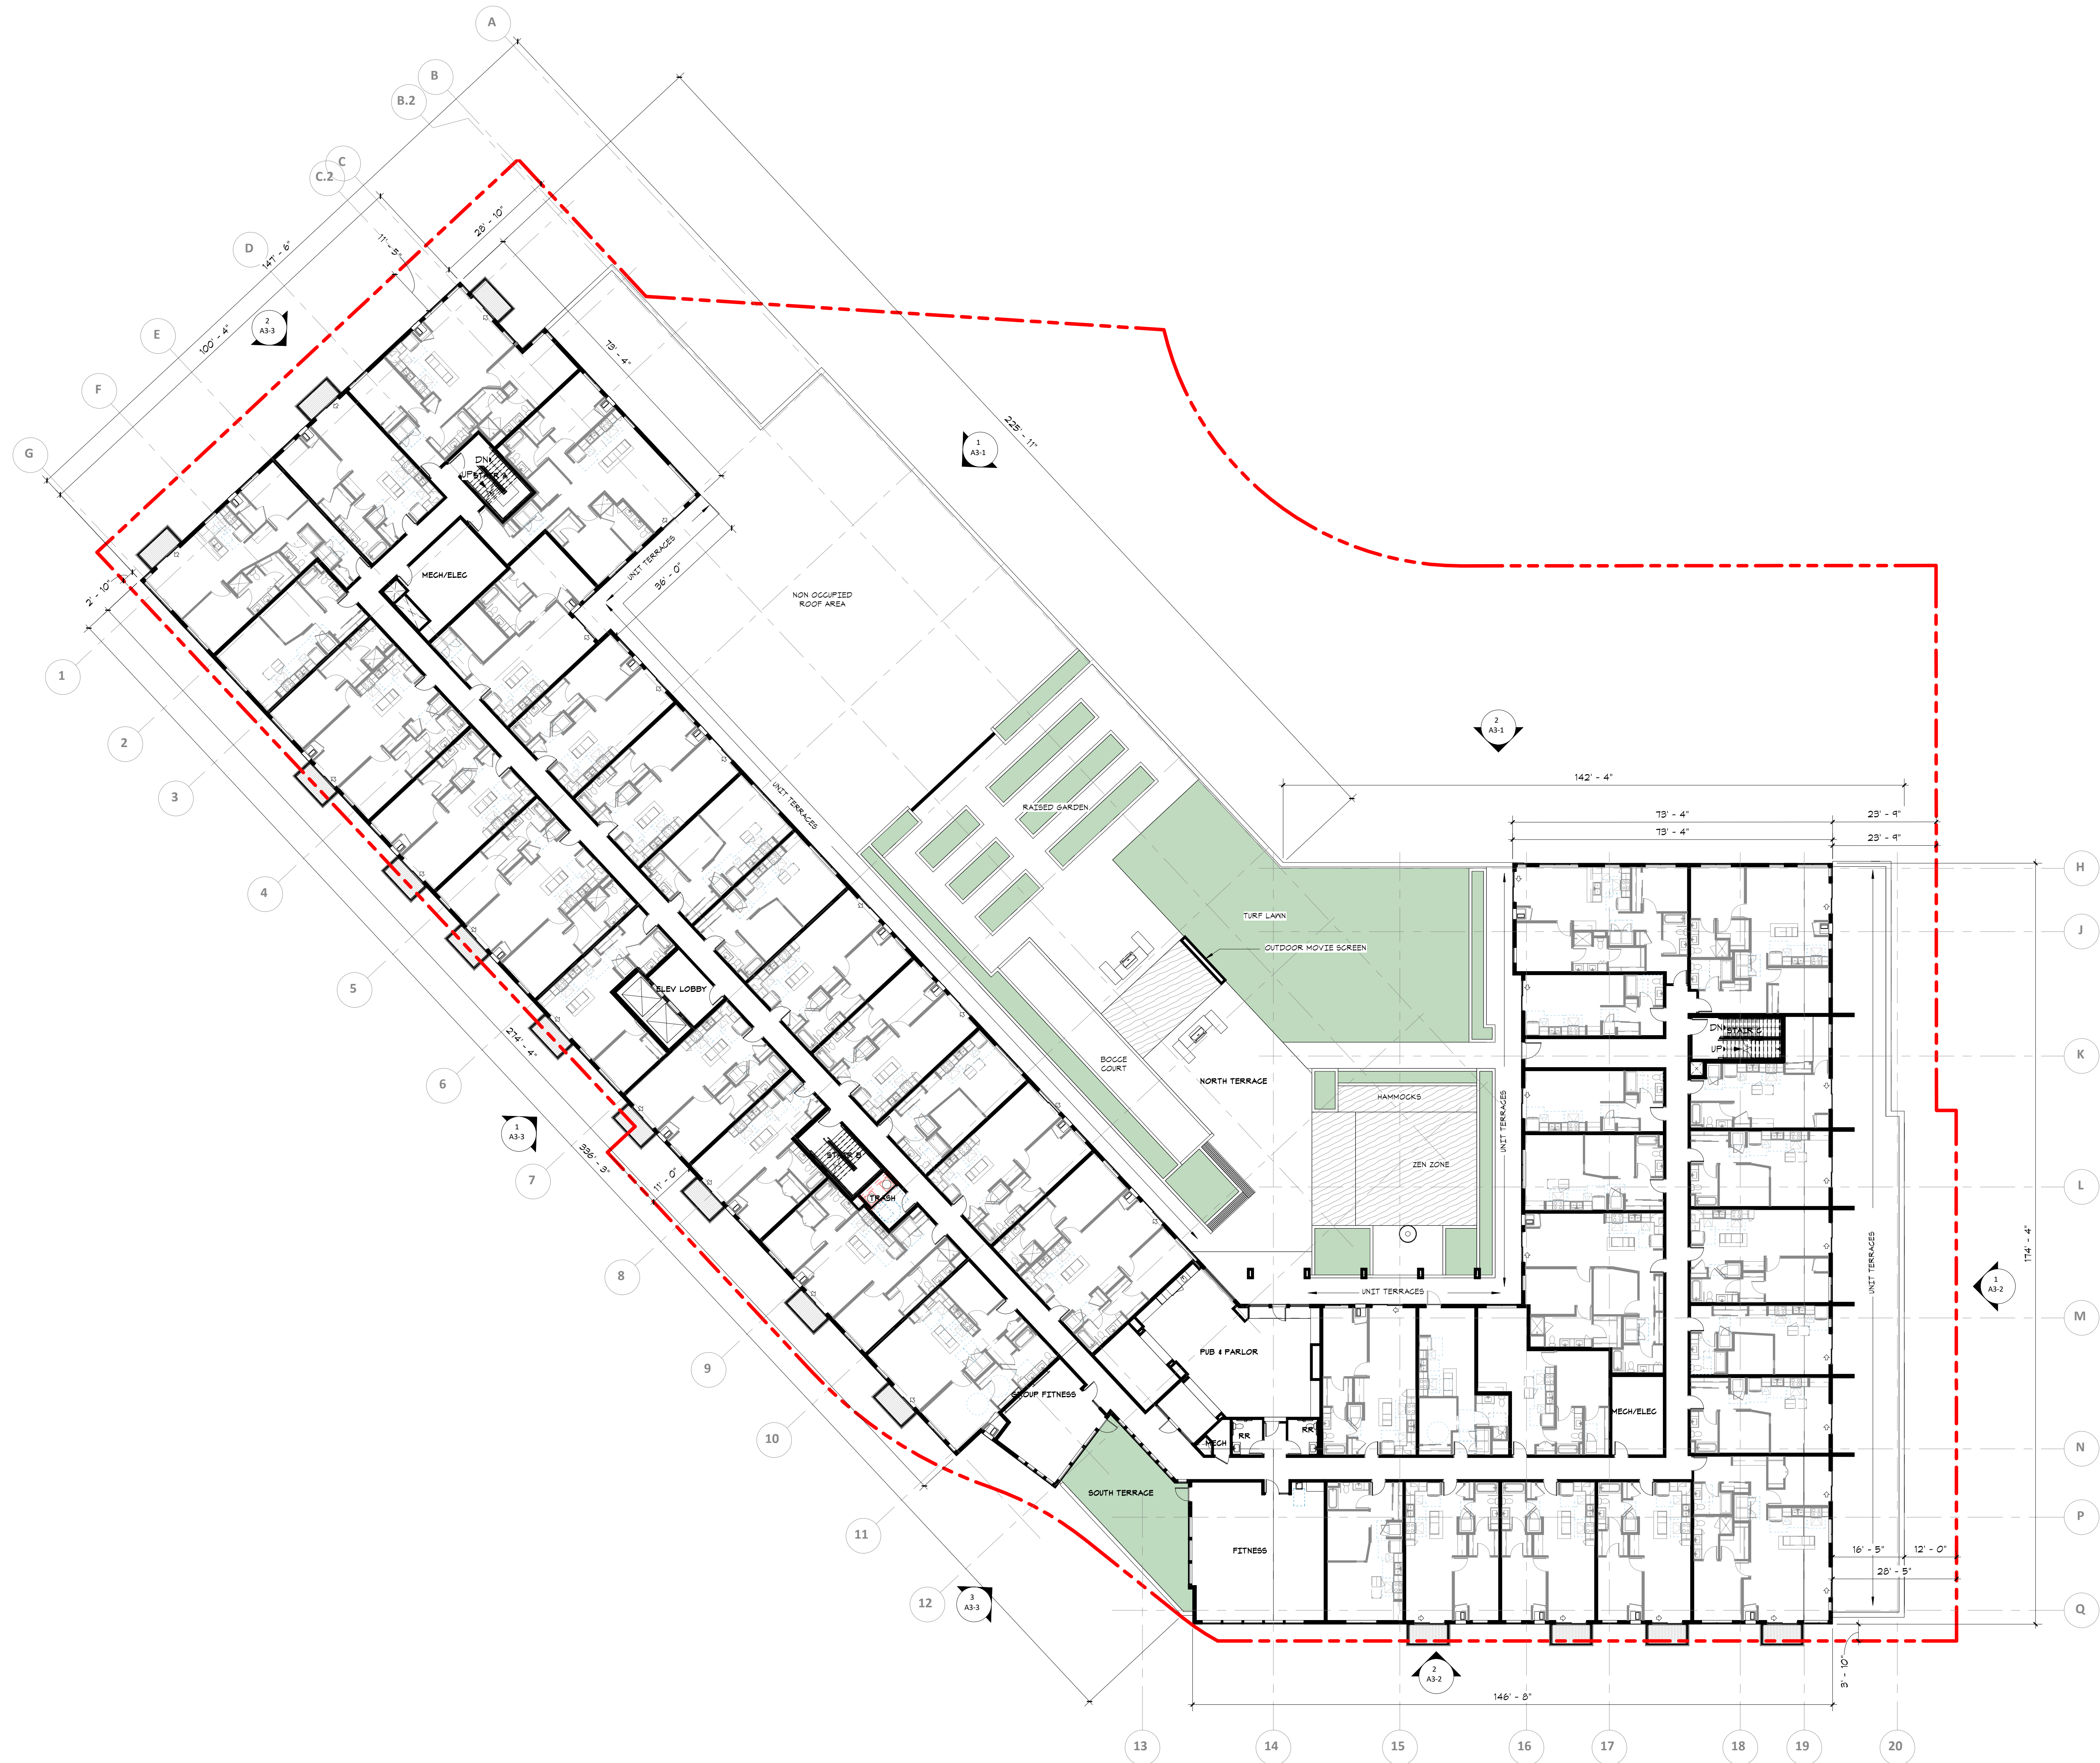 A
B
B.2
C
C.2
D
E
F
G
147' - 6"
100' - 4"
11' - 5"
28' - 10"
73' - 4"
225' - 11"
2
A3-3
1
A3-1
2
A3-1
DN
UP
MECH/ELEC
UNIT TERRACES
36' - 0"
NON OCCUPIED
ROOF AREA
2' - 10"
1
2
3
4
5
6
7
8
9
10
11
12
UNIT TERRACES
RAISED GARDEN
142' - 4"
73' - 4"
23' - 9"
73' - 4"
23' - 9"
H
J
K
L
M
N
P
Q
TURF LAWN
OUTDOOR MOVIE SCREEN
ELEV LOBBY
274' - 4"
336' - 3"
11' - 0"
1
A3-3
BOCCE
COURT
NORTH TERRACE
HAMMOCKS
ZEN ZONE
UNIT TERRACES
UNIT TERRACES
DN
STAIR C
UP
STAIR B
TRASH
UNIT TERRACES
174' - 4"
1
A3-2
PUB & PARLOR
GROUP FITNESS
MECH
RR
RR
MECH/ELEC
SOUTH TERRACE
FITNESS
16' - 5"
12' - 0"
28' - 5"
3
A3-3
2
A3-2
3' - 10"
146' - 8"
13
14
15
16
17
18
19
20